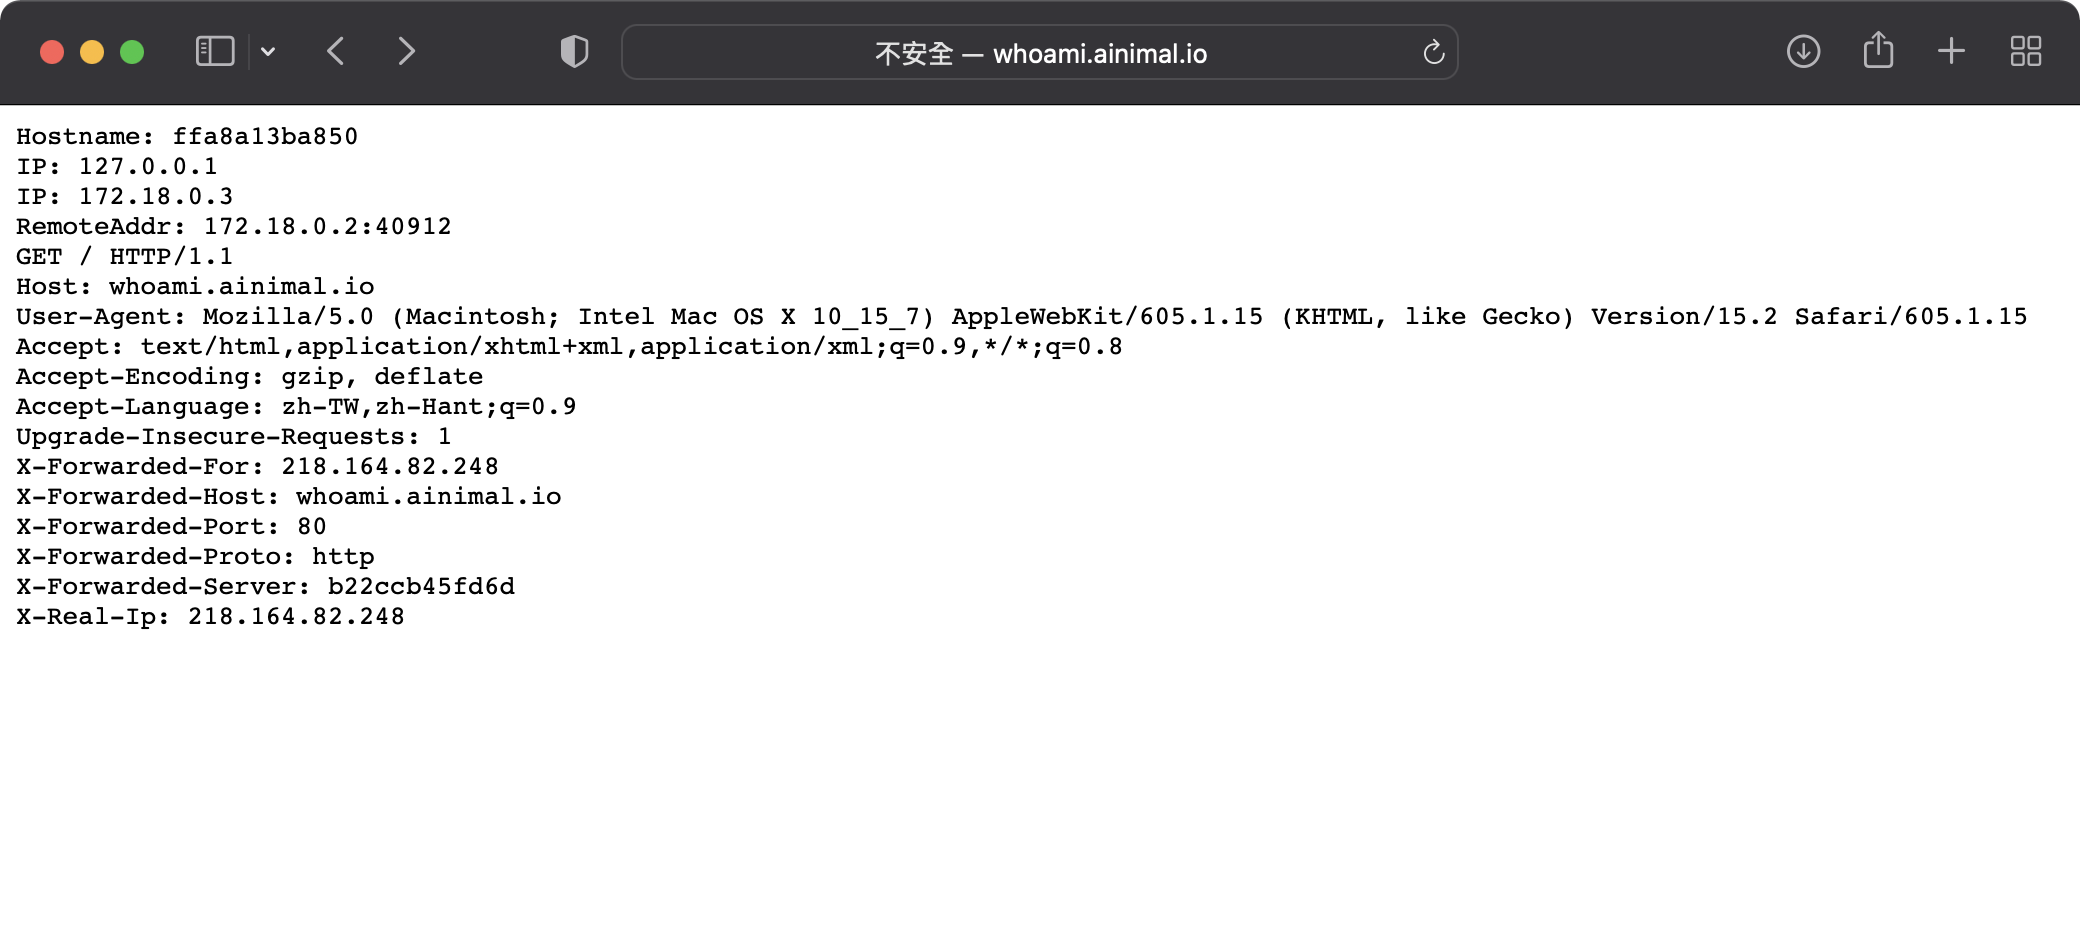 不安全 — whoami.ainimal.io
Hostname: ffa8a13ba850
IP: 127.0.0.1
IP: 172.18.0.3
RemoteAddr: 172.18.0.2:40912
GET / HTTP/1.1
Host: whoami.ainimal.io
User-Agent: Mozilla/5.0 (Macintosh; Intel Mac OS X 10_15_7) AppleWebKit/605.1.15 (KHTML, like Gecko) Version/15.2 Safari/605.1.15
Accept: text/html,application/xhtml+xml,application/xml;q=0.9,*/*;q=0.8
Accept-Encoding: gzip, deflate
Accept-Language: zh-TW,zh-Hant;q=0.9
Upgrade-Insecure-Requests: 1
X-Forwarded-For: 218.164.82.248
X-Forwarded-Host: whoami.ainimal.io
X-Forwarded-Port: 80
X-Forwarded-Proto: http
X-Forwarded-Server: b22ccb45fd6d
X-Real-Ip: 218.164.82.248